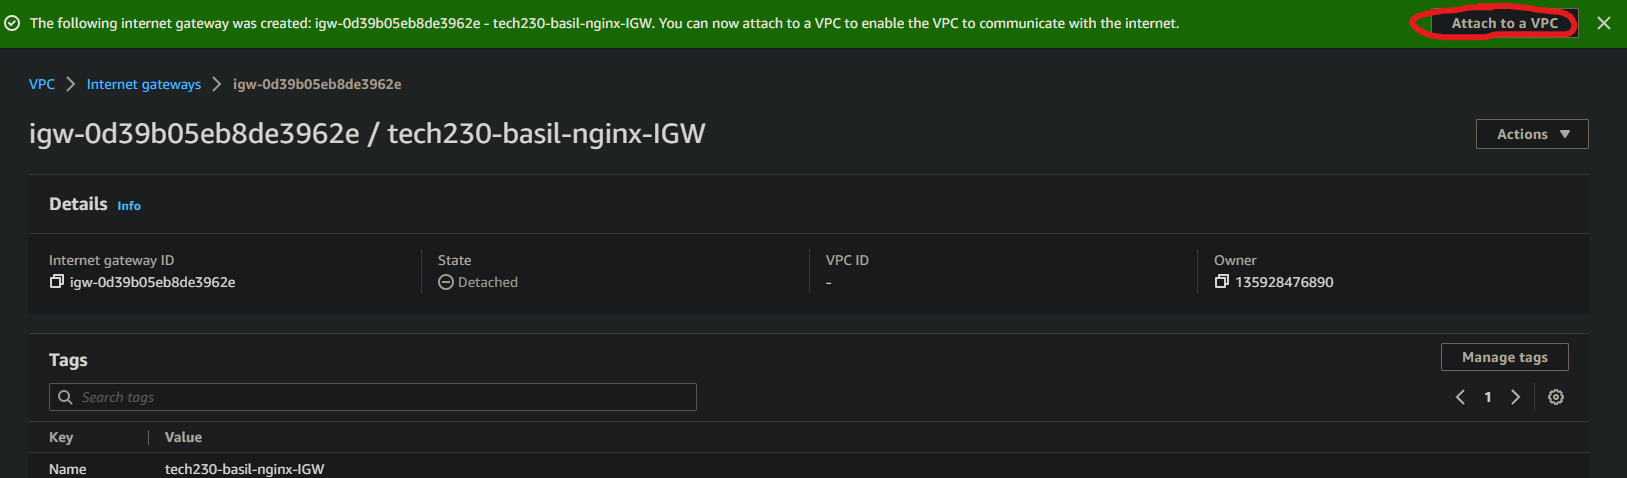 The following internet gateway was created: igw-0d39b05eb8de3962e - tech230-basil-nginx-IGW. You can now attach to a VPC to enable the VPC to communicate with the internet. Attach to a VPC
VPC Internet gateways igw-0d39b05eb8de3962e
igw-0d39b05eb8de3962e / tech230-basil-nginx-IGW Actions
Details Info
Internet gateway ID State VPC ID Owner
igw-0d39b05eb8de3962e Detached - 135928476890
Tags Manage tags
Search tags 1
Key Value
Name tech230-basil-nginx-IGW